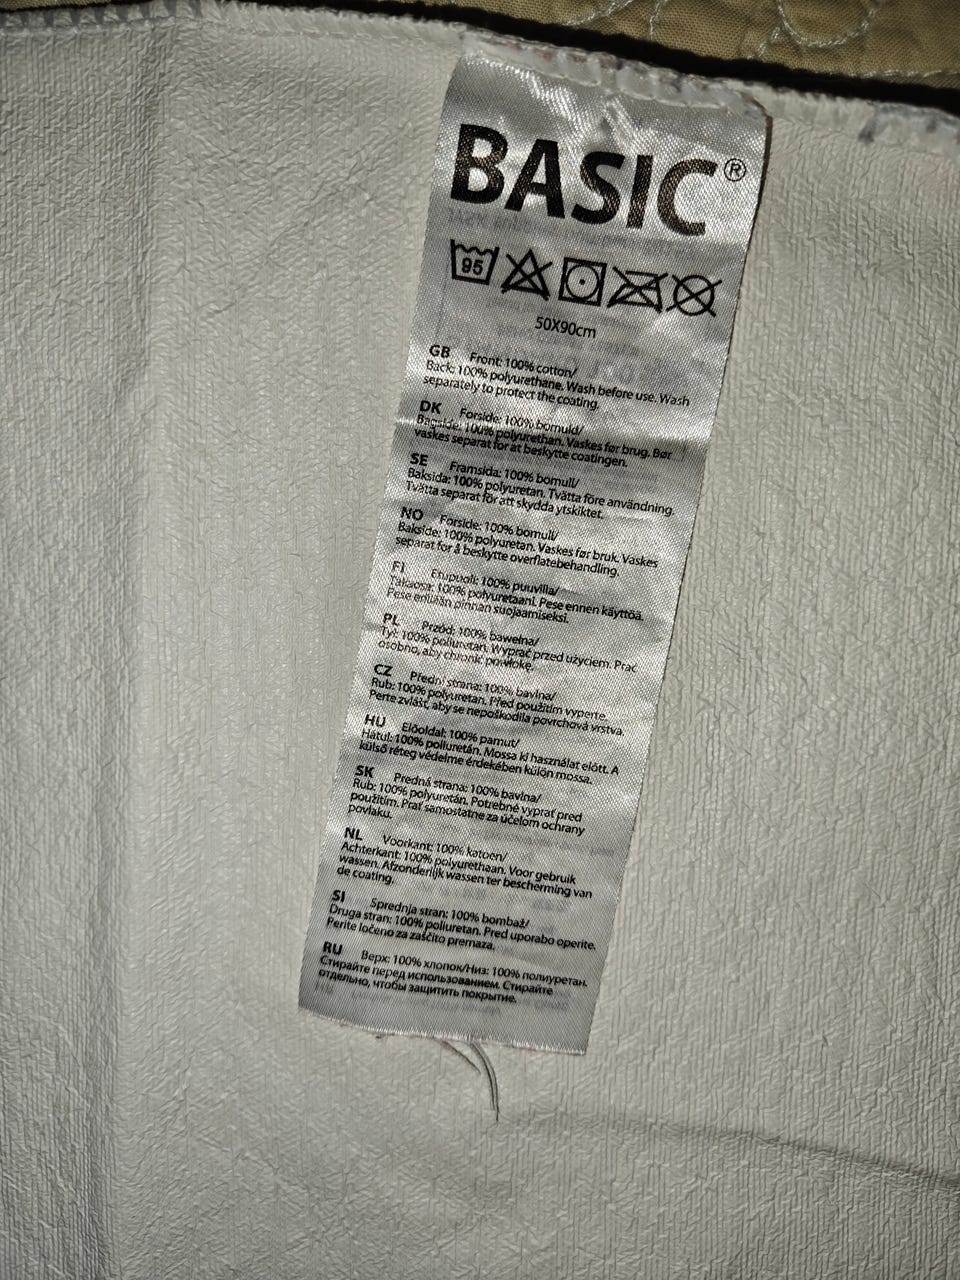 BASIC®
95
50X90cm
GB Front: 100% cotton/
Back: 100% polyurethane. Wash before use. Wash
separately to protect the coating.
DK Forside: 100% bomuld/
Bagside: 100% polyurethan. Vaskes før brug. Bør
vaskes separat for at beskytte coatingen.
SE Framsida: 100% bomull/
Baksida: 100% polyuretan. Tvätta före användning.
Tvätta separat för att skydda ytskiktet.
NO Forside: 100% bomull/
Bakside: 100% polyuretan. Vaskes før bruk. Vaskes
separat for å beskytte overflatebehandling.
FI Etupuoli: 100% puuvilla/
Takaosa: 100% polyuretaani. Pese ennen käyttöä.
Pese erillään pinnan suojaamiseksi.
PL Przód: 100% bawełna/
Tył: 100% poliuretan. Wyprać przed użyciem. Prać
osobno, aby chronić powłokę.
CZ Přední strana: 100% bavlna/
Rub: 100% polyuretan. Před použitím vyperte.
Perte zvlášť, aby se nepoškodila povrchová vrstva.
HU Előoldal: 100% pamut/
Hátul: 100% poliuretán. Mossa ki használat előtt. A
külső réteg védelme érdekében külön mossa.
SK Predná strana: 100% bavlna/
Rub: 100% polyuretán. Potrebné vyprať pred
použitím. Prať samostatne za účelom ochrany
povlaku.
NL Voorkant: 100% katoen/
Achterkant: 100% polyurethaan. Voor gebruik
wassen. Afzonderlijk wassen ter bescherming van
de coating.
SI Sprednja stran: 100% bombaž/
Druga stran: 100% poliuretan. Pred uporabo operite.
Perite ločeno za zaščito premaza.
RU Верх: 100% хлопок/Низ: 100% полиуретан.
Стирайте перед использованием. Стирайте
отдельно, чтобы защитить покрытие.